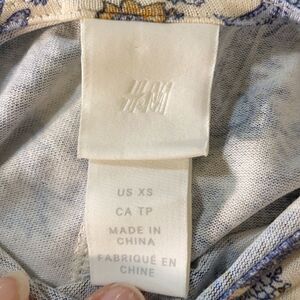 H&M
US XS
CA TP
MADE IN
CHINA
FABRIQUÉ EN
CHINE